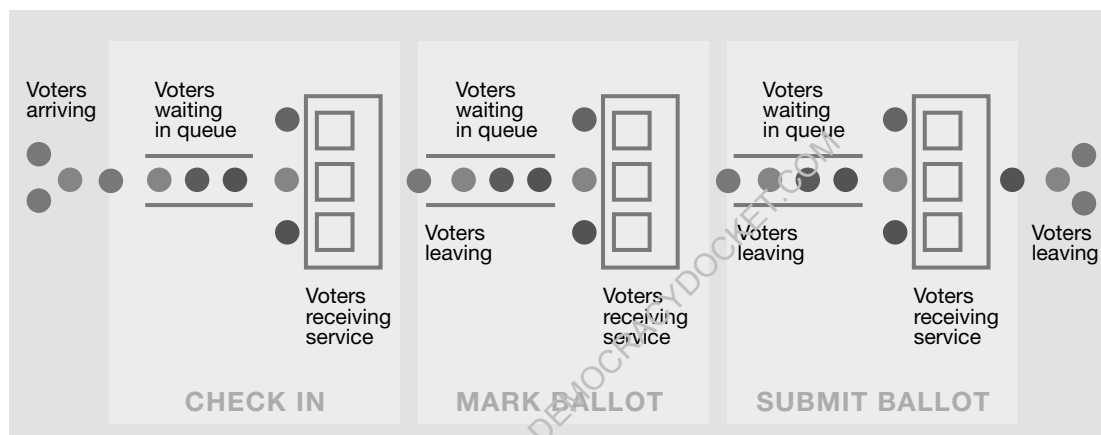 Voters
arriving
Voters
waiting
in queue
Voters
receiving
service
CHECK IN
Voters
waiting
in queue
Voters
leaving
Voters
receiving
service
MARK BALLOT
Voters
waiting
in queue
Voters
leaving
Voters
receiving
service
SUBMIT BALLOT
Voters
leaving
DEMOCRACYDOCKET.COM